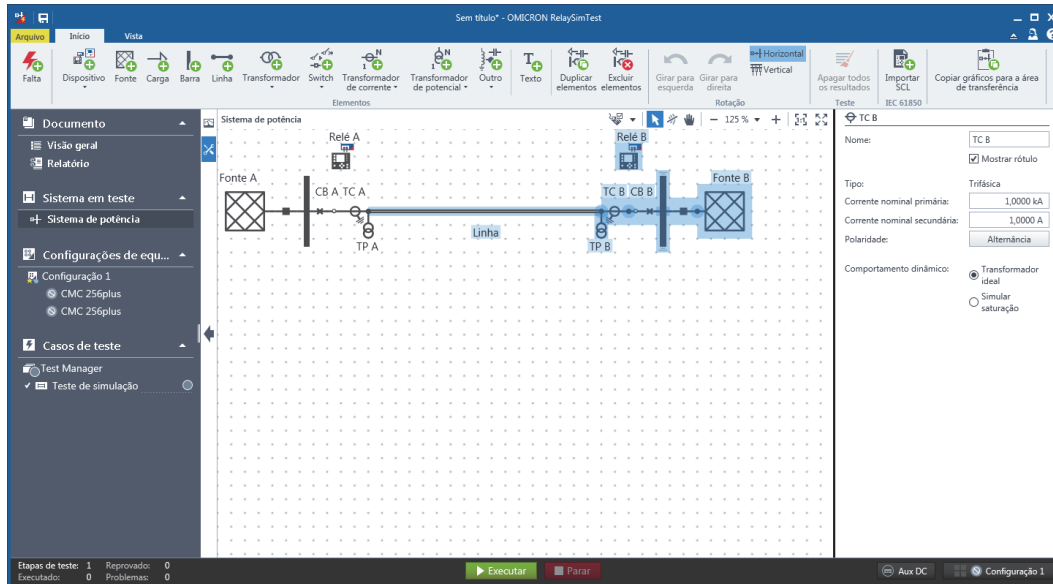 Sem título* - OMICRON RelaySimTest
Arquivo Início Vista
Falta Dispositivo Fonte Carga Barra Linha Transformador Switch Transformador de corrente Transformador de potencial Outro Texto Duplicar elementos Excluir elementos Girar para esquerda Girar para direita Horizontal Vertical Apagar todos os resultados Importar SCL Copiar gráficos para a área de transferência
Elementos Rotação Teste IEC 61850
Documento
Visão geral
Relatório
Sistema em teste
Sistema de potência
Configurações de equ...
Configuração 1
CMC 256plus
CMC 256plus
Casos de teste
Test Manager
Teste de simulação
Sistema de potência 125 %
Relé A Relé B
Fonte A Fonte B
CB A TC A TC B CB B
Linha
TP A TP B
TC B
Nome: TC B
Mostrar rótulo
Tipo: Trifásica
Corrente nominal primária: 1,0000 kA
Corrente nominal secundária: 1,0000 A
Polaridade: Alternância
Comportamento dinâmico: Transformador ideal
Simular saturação
Etapas de teste: 1 Reprovado: 0
Executado: 0 Problemas: 0
Executar Parar
Aux DC Configuração 1